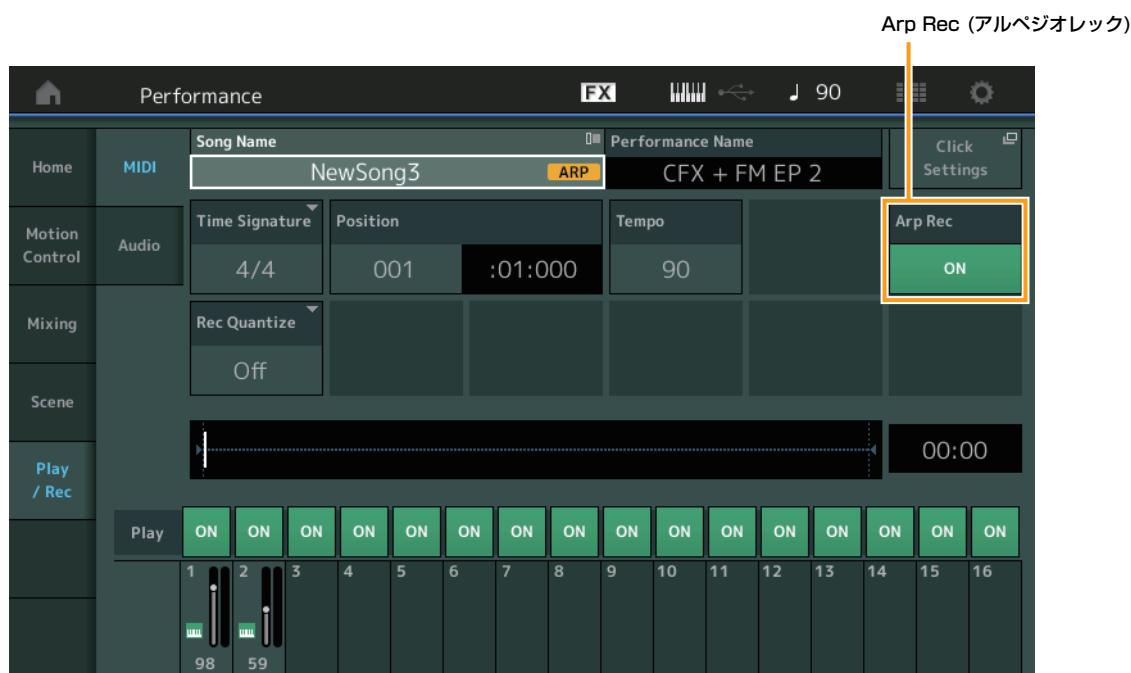 Arp Rec (アルペジオレック)
Performance
FX
♩ 90
Home
Motion
Control
Mixing
Scene
Play
/ Rec
MIDI
Audio
Song Name
NewSong3
ARP
Performance Name
CFX + FM EP 2
Click
Settings
Time Signature
4/4
Position
001
:01:000
Tempo
90
Arp Rec
ON
Rec Quantize
Off
00:00
Play
ON ON ON ON ON ON ON ON ON ON ON ON ON ON ON ON
1 2 3 4 5 6 7 8 9 10 11 12 13 14 15 16
98 59